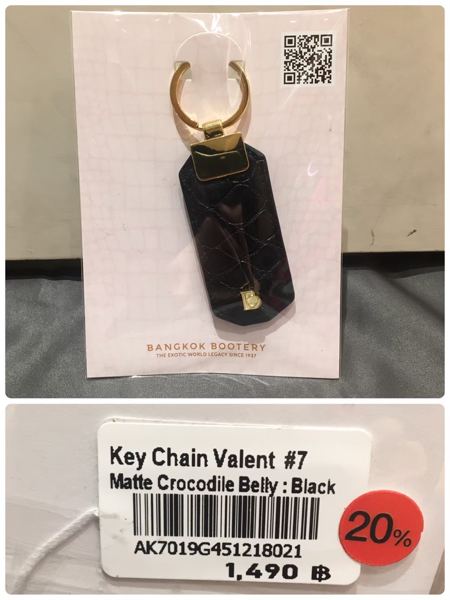 B
BANGKOK BOOTERY
THE EXOTIC WORLD LEGACY SINCE 1937
Key Chain Valent #7
Matte Crocodile Belly : Black
AK7019G451218021
1,490 ฿
20%